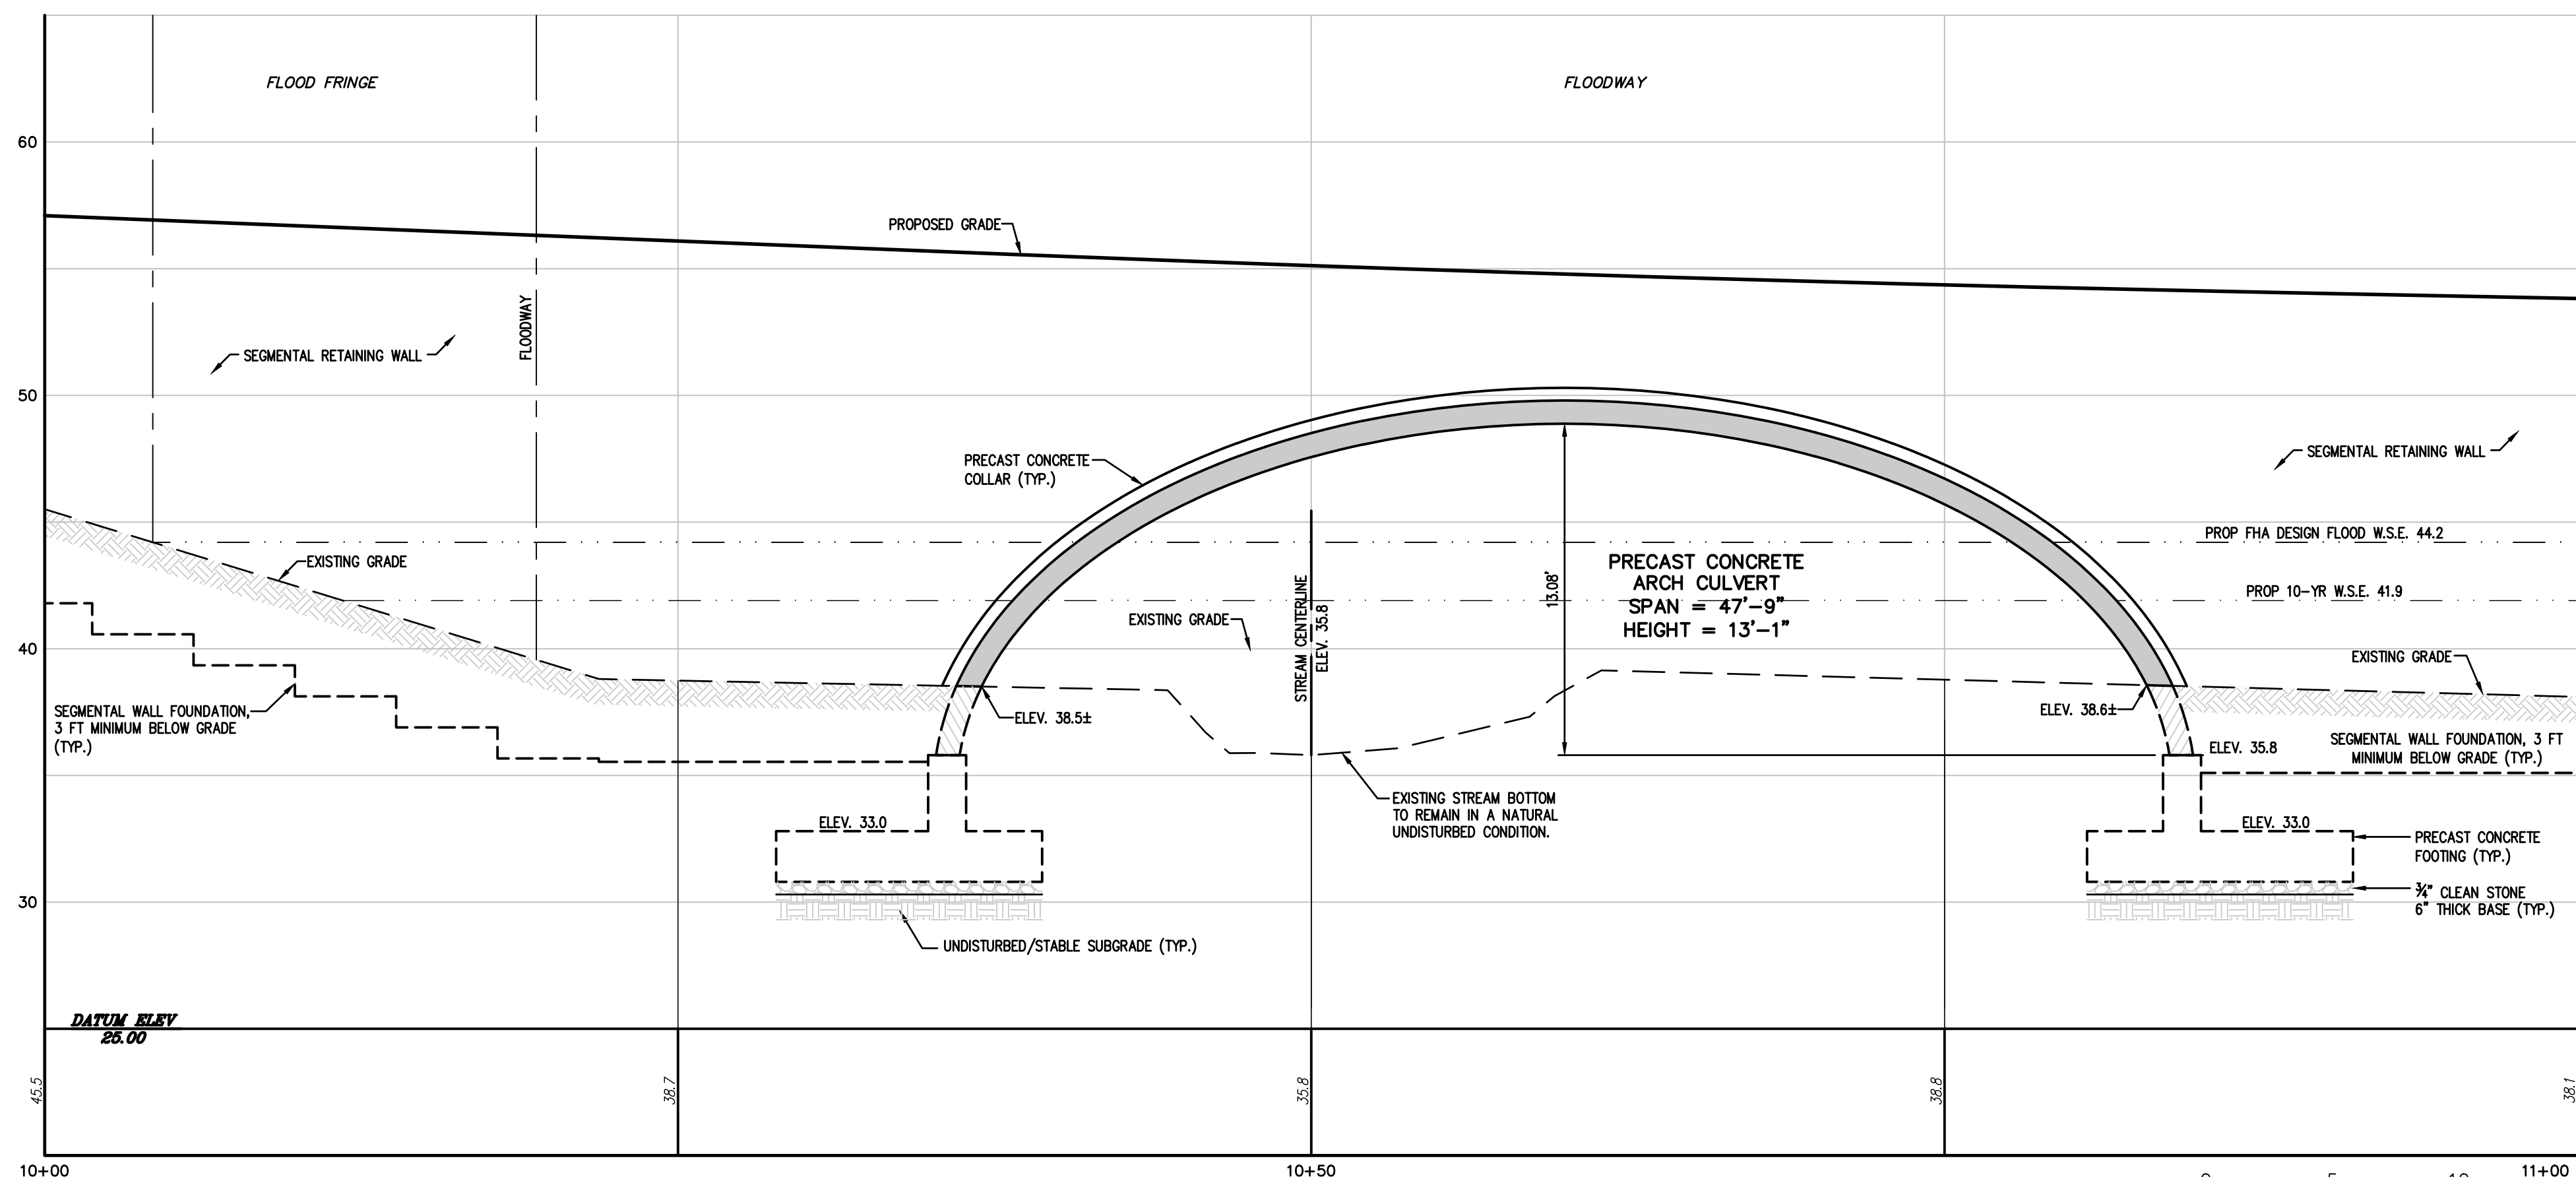 FLOOD FRINGE
FLOODWAY
60
PROPOSED GRADE
FLOODWAY
SEGMENTAL RETAINING WALL
50
PRECAST CONCRETE
COLLAR (TYP.)
SEGMENTAL RETAINING WALL
PROP FHA DESIGN FLOOD W.S.E. 44.2
EXISTING GRADE
PRECAST CONCRETE
ARCH CULVERT
SPAN = 47'-9"
HEIGHT = 13'-1"
13.08'
PROP 10-YR W.S.E. 41.9
STREAM CENTERLINE
ELEV. 35.8
EXISTING GRADE
40
EXISTING GRADE
SEGMENTAL WALL FOUNDATION,
3 FT MINIMUM BELOW GRADE
(TYP.)
ELEV. 38.5±
ELEV. 38.6±
ELEV. 35.8
SEGMENTAL WALL FOUNDATION, 3 FT
MINIMUM BELOW GRADE (TYP.)
EXISTING STREAM BOTTOM
TO REMAIN IN A NATURAL
UNDISTURBED CONDITION.
ELEV. 33.0
ELEV. 33.0
PRECAST CONCRETE
FOOTING (TYP.)
30
¾" CLEAN STONE
6" THICK BASE (TYP.)
UNDISTURBED/STABLE SUBGRADE (TYP.)
DATUM ELEV
25.00
45.5
38.7
35.8
38.8
38.1
10+00
10+50
11+00